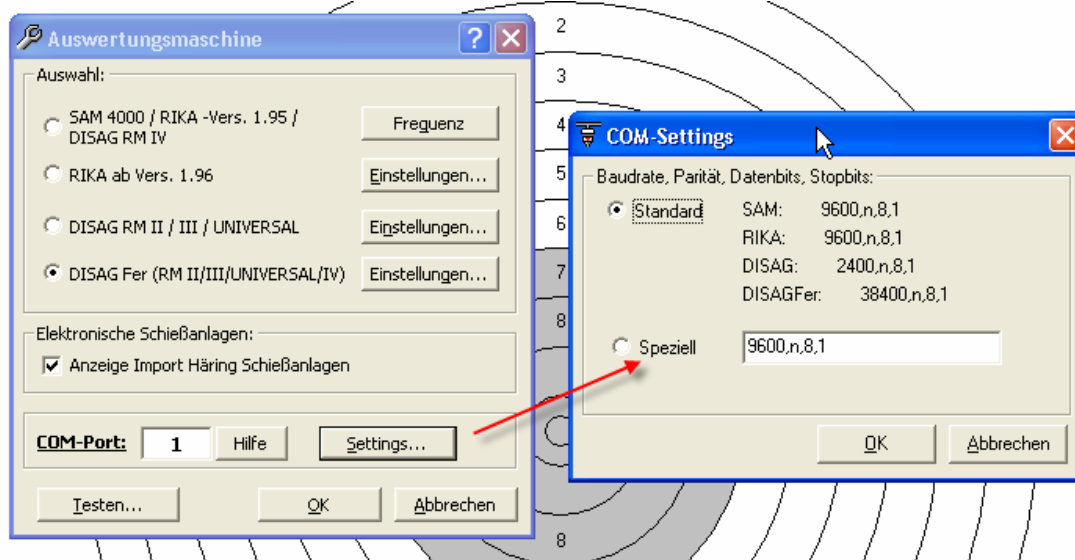 Auswertungsmaschine
Auswahl:
SAM 4000 / RIKA -Vers. 1.95 /
DISAG RM IV
Frequenz
RIKA ab Vers. 1.96
Einstellungen...
DISAG RM II / III / UNIVERSAL
Einstellungen...
DISAG Fer (RM II/III/UNIVERSAL/IV)
Einstellungen...
Elektronische Schießanlagen:
Anzeige Import Häring Schießanlagen
COM-Port:
1
Hilfe
Settings...
Testen...
OK
Abbrechen
2
3
4
5
6
7
8
8
COM-Settings
Baudrate, Parität, Datenbits, Stopbits:
Standard
SAM: 9600,n,8,1
RIKA: 9600,n,8,1
DISAG: 2400,n,8,1
DISAGFer: 38400,n,8,1
Speziell
9600,n,8,1
OK
Abbrechen